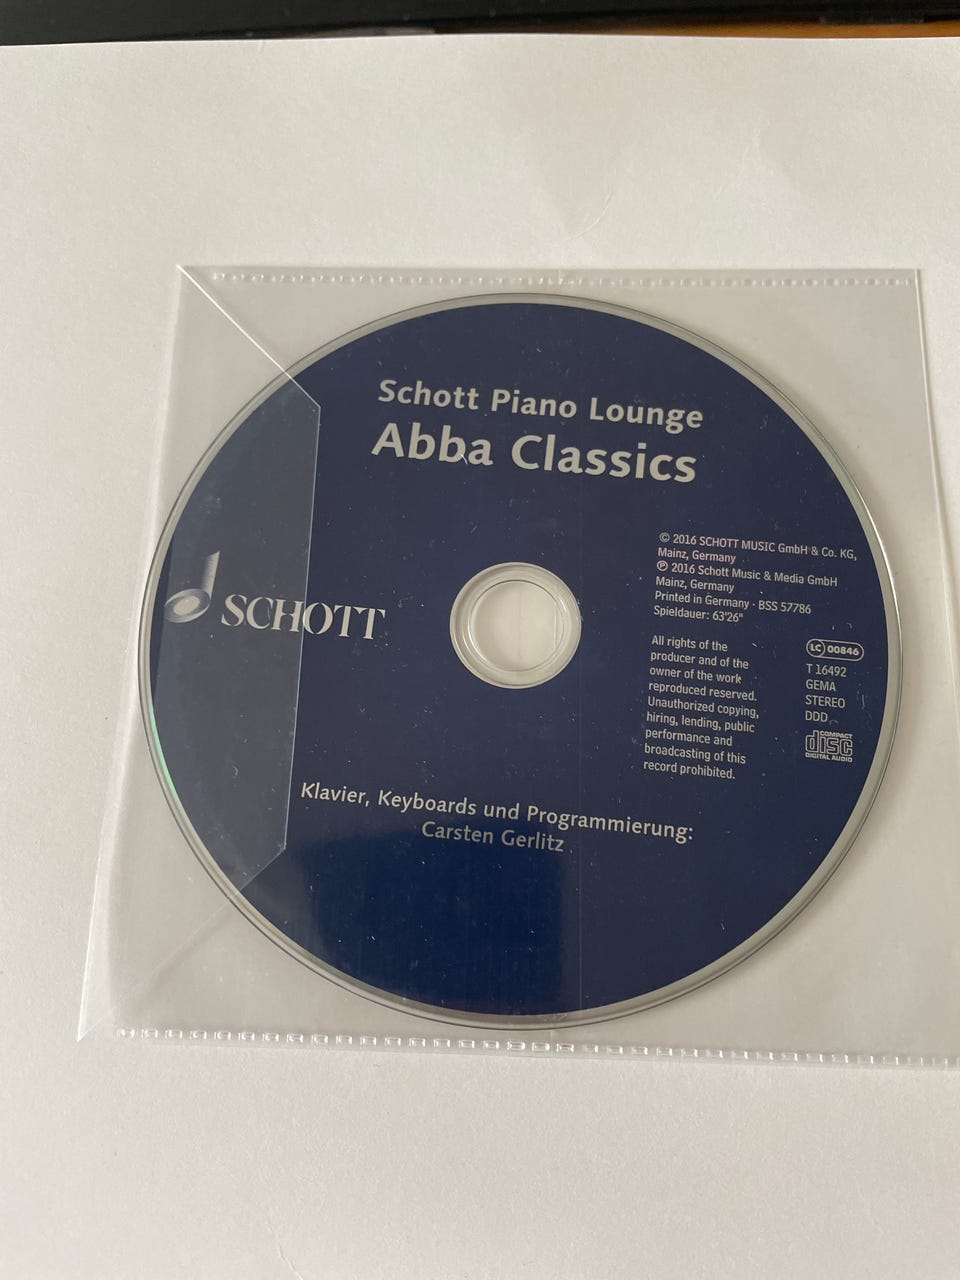 Schott Piano Lounge
Abba Classics
© 2016 SCHOTT MUSIC GmbH & Co. KG,
Mainz, Germany
℗ 2016 Schott Music & Media GmbH
Mainz, Germany
Printed in Germany · BSS 57786
Spieldauer: 63'26"
SCHOTT
All rights of the
producer and of the
owner of the work
reproduced reserved.
Unauthorized copying,
hiring, lending, public
performance and
broadcasting of this
record prohibited.
LC 00846
T 16492
GEMA
STEREO
DDD
COMPACT
disc
DIGITAL AUDIO
Klavier, Keyboards und Programmierung:
Carsten Gerlitz